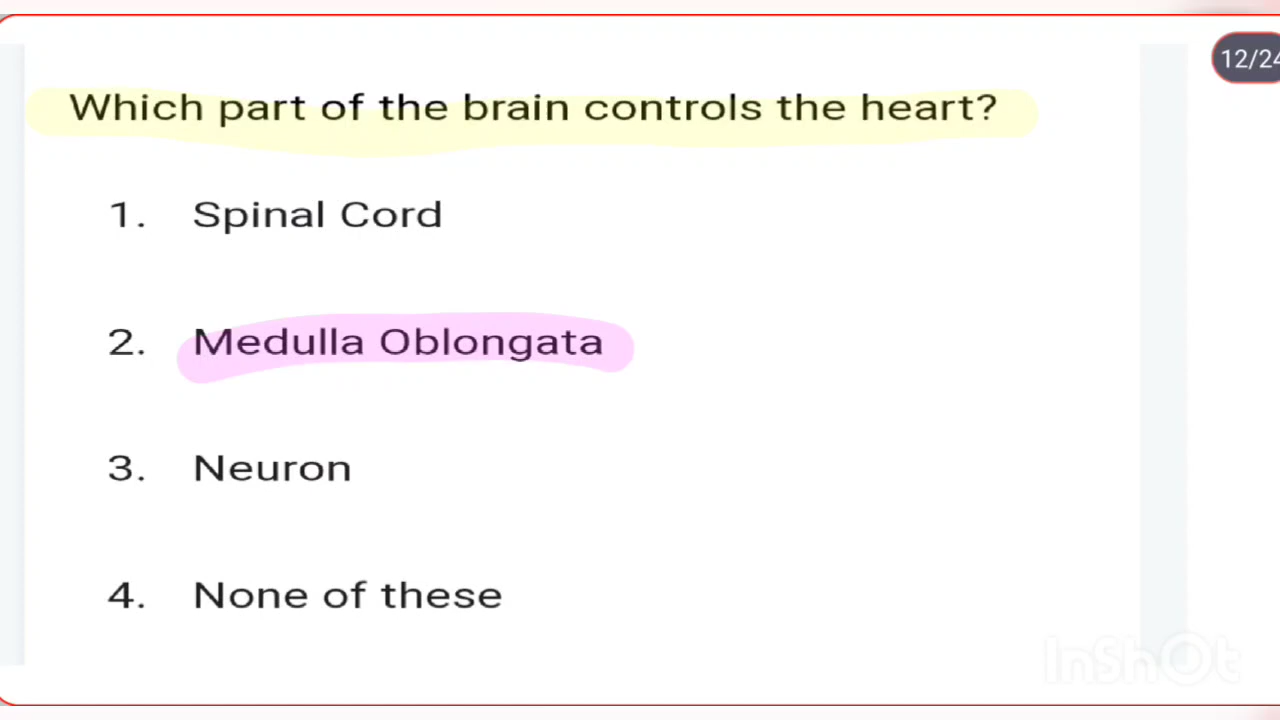 12/24
Which part of the brain controls the heart?
1. Spinal Cord
2. Medulla Oblongata
3. Neuron
4. None of these
InShOt